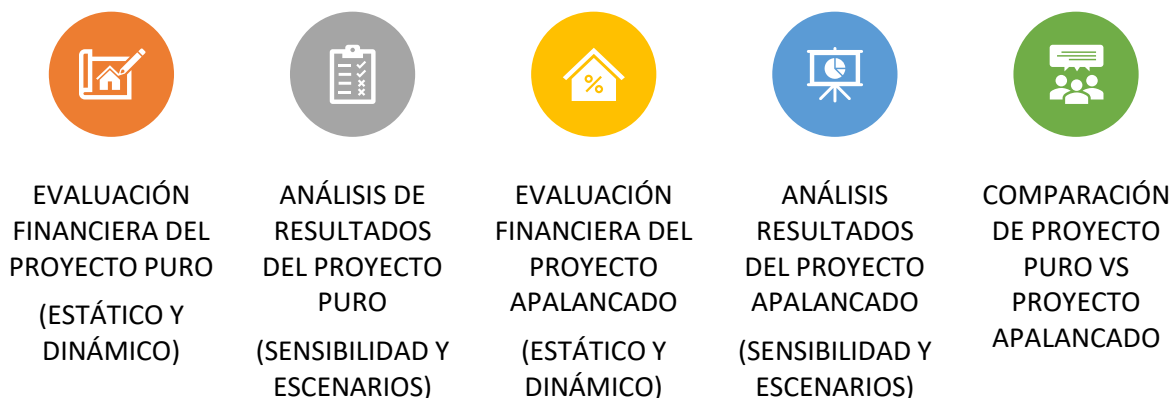 EVALUACIÓN
FINANCIERA DEL
PROYECTO PURO
(ESTÁTICO Y
DINÁMICO)
ANÁLISIS DE
RESULTADOS
DEL PROYECTO
PURO
(SENSIBILIDAD Y
ESCENARIOS)
%
EVALUACIÓN
FINANCIERA DEL
PROYECTO
APALANCADO
(ESTÁTICO Y
DINÁMICO)
ANÁLISIS
RESULTADOS
DEL PROYECTO
APALANCADO
(SENSIBILIDAD Y
ESCENARIOS)
COMPARACIÓN
DE PROYECTO
PURO VS
PROYECTO
APALANCADO